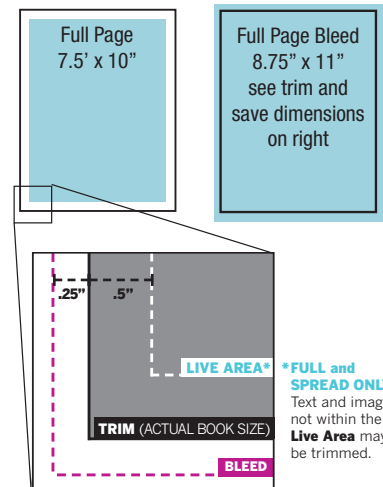 Full Page
7.5' x 10"
Full Page Bleed
8.75" x 11"
see trim and
save dimensions
on right
.25"
.5"
LIVE AREA*
*FULL and
SPREAD ONL
Text and imag
not within the
Live Area may
be trimmed.
TRIM (ACTUAL BOOK SIZE)
BLEED